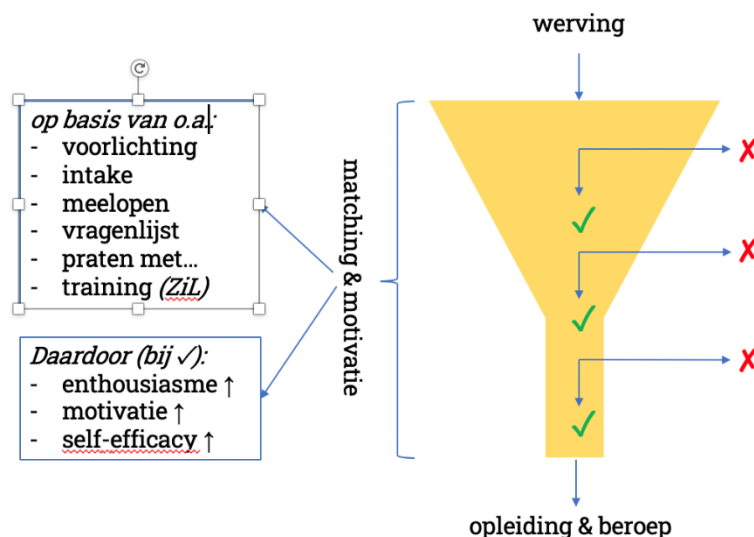 werving
op basis van o.a.:
- voorlichting
- intake
- meelopen
- vragenlijst
- praten met...
- training (ZiL)
matching & motivatie
Daardoor (bij ✓):
- enthousiasme ↑
- motivatie ↑
- self-efficacy ↑
opleiding & beroep